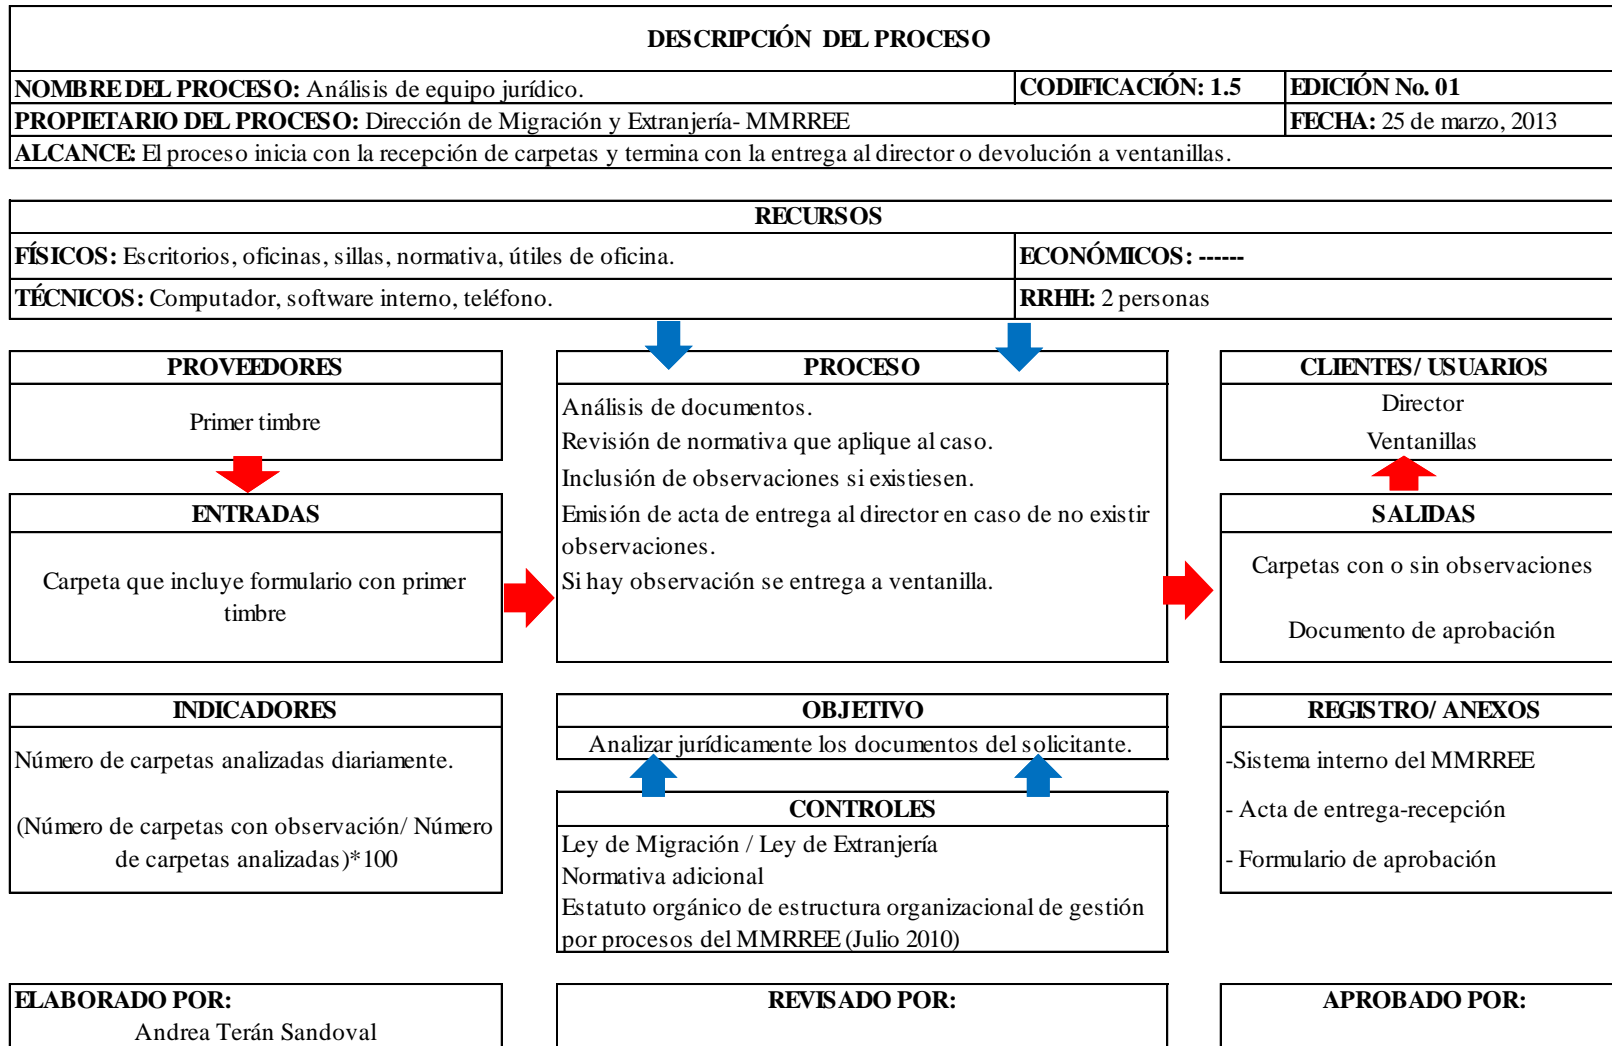 DESCRIPCIÓN DEL PROCESO
NOMBRE DEL PROCESO: Análisis de equipo jurídico.
CODIFICACIÓN: 1.5
EDICIÓN No. 01
PROPIETARIO DEL PROCESO: Dirección de Migración y Extranjería- MMRREE
FECHA: 25 de marzo, 2013
ALCANCE: El proceso inicia con la recepción de carpetas y termina con la entrega al director o devolución a ventanillas.
RECURSOS
FÍSICOS: Escritorios, oficinas, sillas, normativa, útiles de oficina.
ECONÓMICOS: ------
TÉCNICOS: Computador, software interno, teléfono.
RRHH: 2 personas
PROVEEDORES
Primer timbre
ENTRADAS
Carpeta que incluye formulario con primer
timbre
PROCESO
Análisis de documentos.
Revisión de normativa que aplique al caso.
Inclusión de observaciones si existiesen.
Emisión de acta de entrega al director en caso de no existir
observaciones.
Si hay observación se entrega a ventanilla.
CLIENTES/ USUARIOS
Director
Ventanillas
SALIDAS
Carpetas con o sin observaciones
Documento de aprobación
INDICADORES
Número de carpetas analizadas diariamente.
(Número de carpetas con observación/ Número
de carpetas analizadas)*100
OBJETIVO
Analizar jurídicamente los documentos del solicitante.
CONTROLES
Ley de Migración / Ley de Extranjería
Normativa adicional
Estatuto orgánico de estructura organizacional de gestión
por procesos del MMRREE (Julio 2010)
REGISTRO/ ANEXOS
-Sistema interno del MMRREE
- Acta de entrega-recepción
- Formulario de aprobación
ELABORADO POR:
Andrea Terán Sandoval
REVISADO POR:
APROBADO POR: